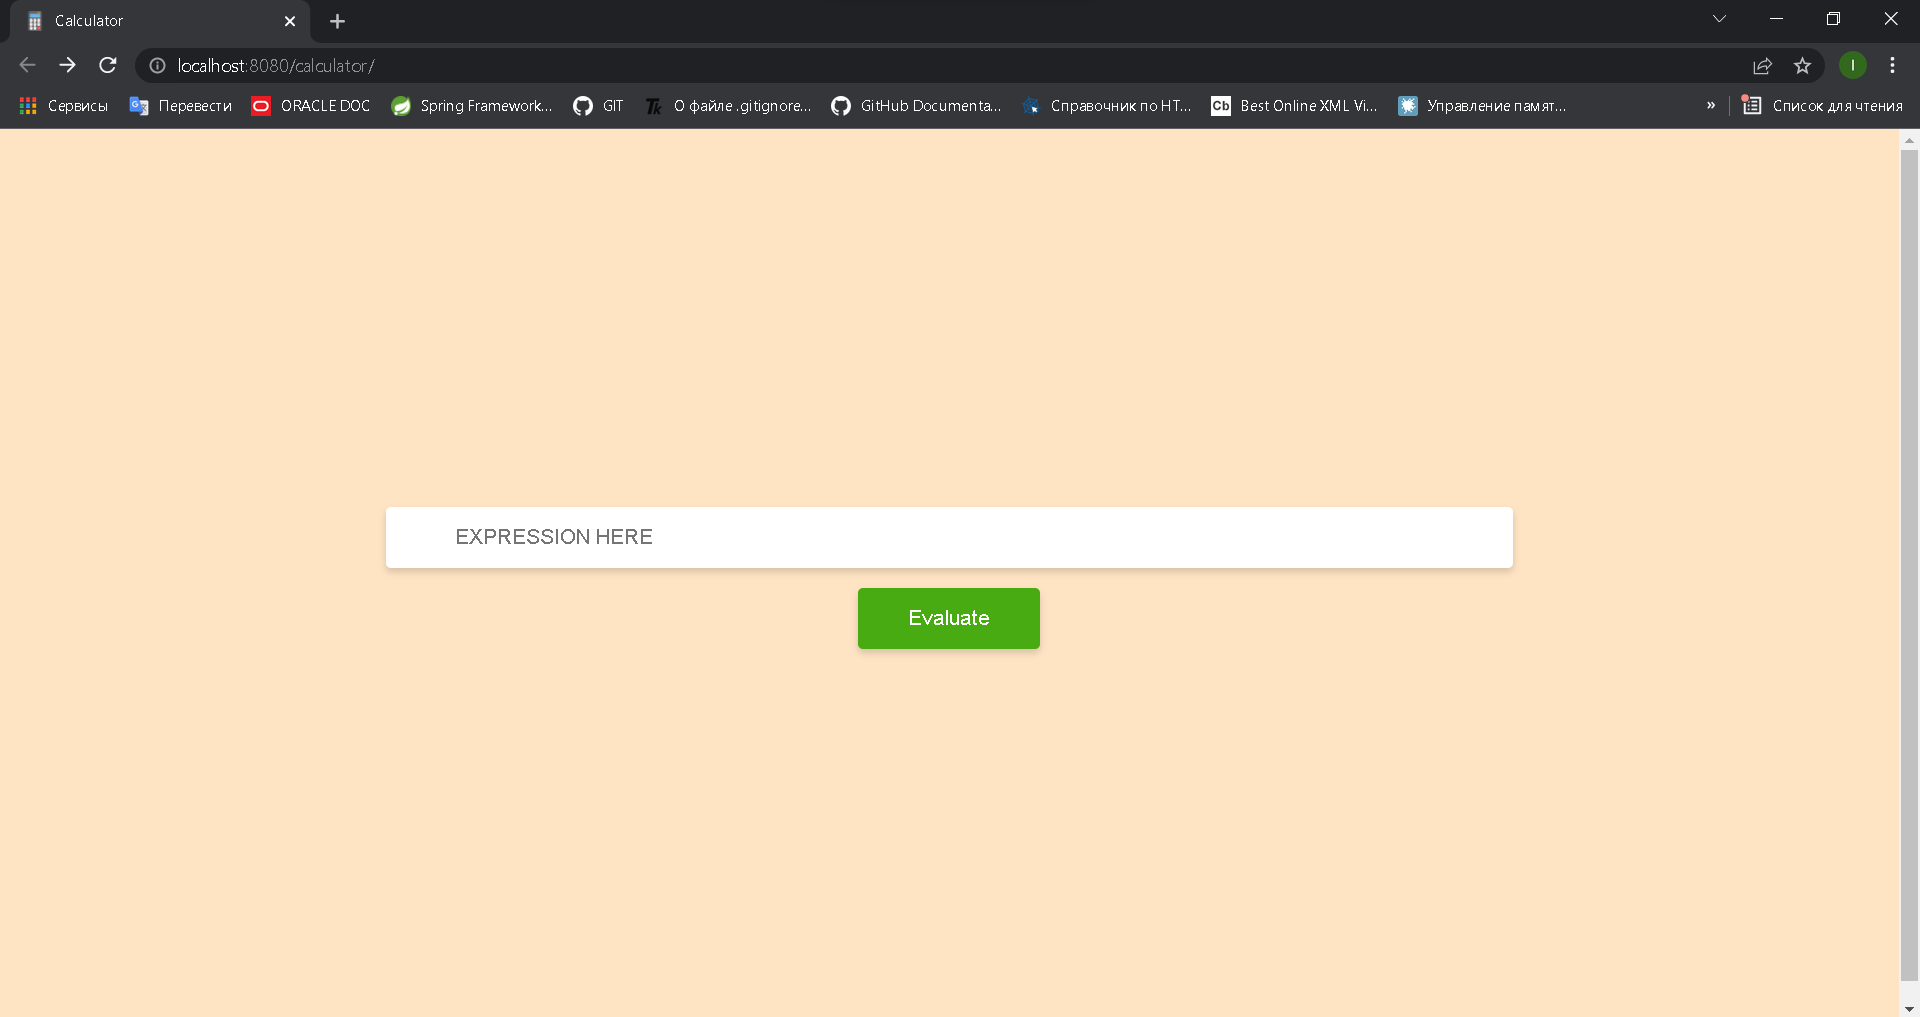 Calculator
localhost:8080/calculator/
I
Сервисы Перевести ORACLE DOC Spring Framework... GIT Tk О файле .gitignore... GitHub Documenta... Справочник по HT... Cb Best Online XML Vi... Управление памят... » Список для чтения
EXPRESSION HERE
Evaluate